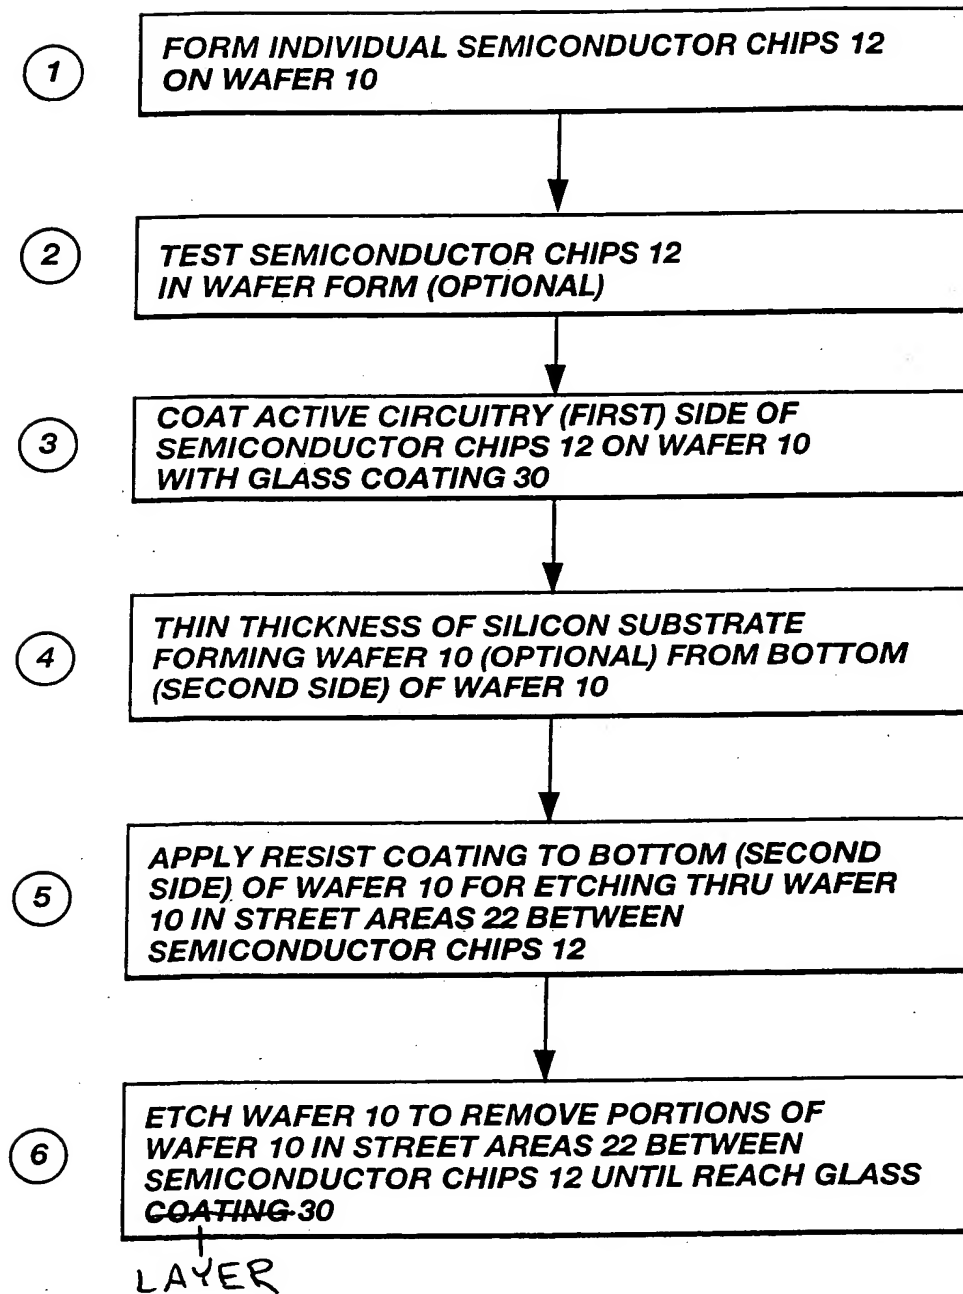 1
FORM INDIVIDUAL SEMICONDUCTOR CHIPS 12
ON WAFER 10
2
TEST SEMICONDUCTOR CHIPS 12
IN WAFER FORM (OPTIONAL)
3
COAT ACTIVE CIRCUITRY (FIRST) SIDE OF
SEMICONDUCTOR CHIPS 12 ON WAFER 10
WITH GLASS COATING 30
4
THIN THICKNESS OF SILICON SUBSTRATE
FORMING WAFER 10 (OPTIONAL) FROM BOTTOM
(SECOND SIDE) OF WAFER 10
5
APPLY RESIST COATING TO BOTTOM (SECOND
SIDE) OF WAFER 10 FOR ETCHING THRU WAFER
10 IN STREET AREAS 22 BETWEEN
SEMICONDUCTOR CHIPS 12
6
ETCH WAFER 10 TO REMOVE PORTIONS OF
WAFER 10 IN STREET AREAS 22 BETWEEN
SEMICONDUCTOR CHIPS 12 UNTIL REACH GLASS
COATING 30
LAYER